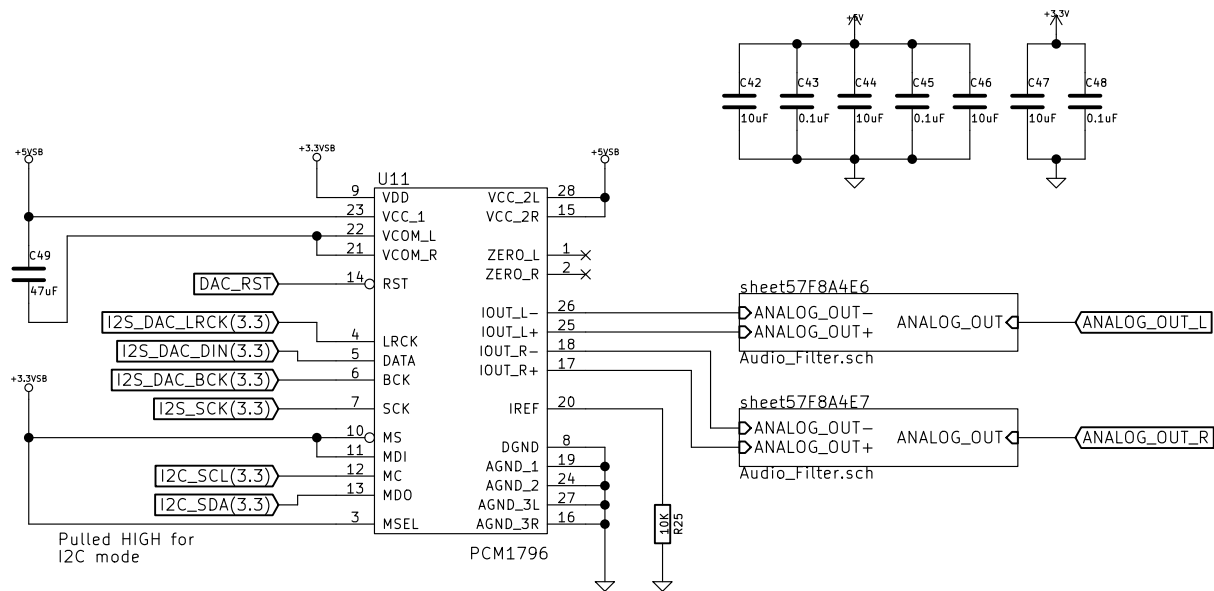 +5V
+3.3V
C42
10uF
C43
0.1uF
C44
10uF
C45
0.1uF
C46
10uF
C47
10uF
C48
0.1uF
+5VSB
+3.3VSB
+5VSB
U11
9 VDD
23 VCC_1
22 VCOM_L
21 VCOM_R
14 RST
4 LRCK
5 DATA
6 BCK
7 SCK
10 MS
11 MDI
12 MC
13 MDO
3 MSEL
VCC_2L 28
VCC_2R 15
ZERO_L 1
ZERO_R 2
IOUT_L- 26
IOUT_L+ 25
IOUT_R- 18
IOUT_R+ 17
IREF 20
DGND 8
AGND_1 19
AGND_2 24
AGND_3L 27
AGND_3R 16
PCM1796
C49
47uF
DAC_RST
I2S_DAC_LRCK(3.3)
I2S_DAC_DIN(3.3)
I2S_DAC_BCK(3.3)
I2S_SCK(3.3)
+3.3VSB
I2C_SCL(3.3)
I2C_SDA(3.3)
Pulled HIGH for
I2C mode
10K
R25
sheet57F8A4E6
ANALOG_OUT-
ANALOG_OUT+
ANALOG_OUT
Audio_Filter.sch
ANALOG_OUT_L
sheet57F8A4E7
ANALOG_OUT-
ANALOG_OUT+
ANALOG_OUT
Audio_Filter.sch
ANALOG_OUT_R